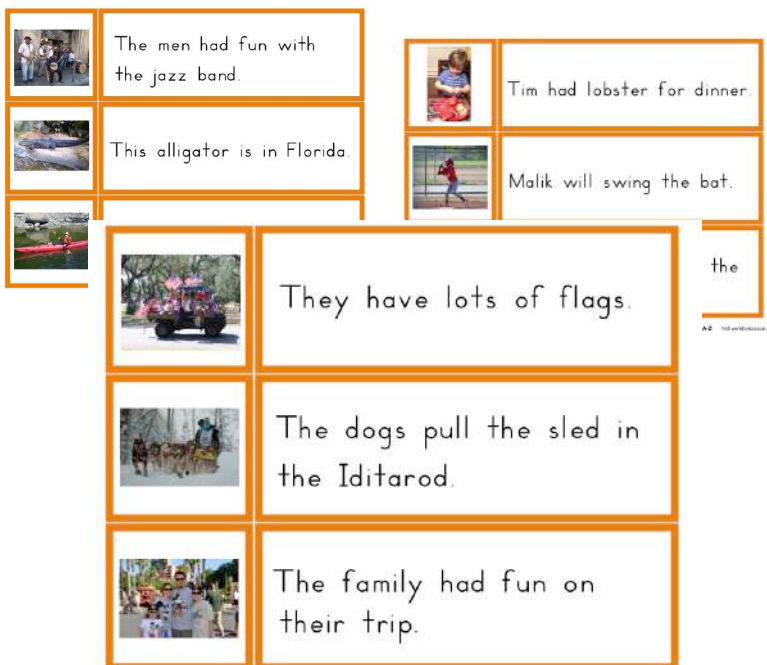 The men had fun with
the jazz band.
This alligator is in Florida.
Tim had lobster for dinner.
Malik will swing the bat.
the
They have lots of flags.
The dogs pull the sled in
the Iditarod.
The family had fun on
their trip.